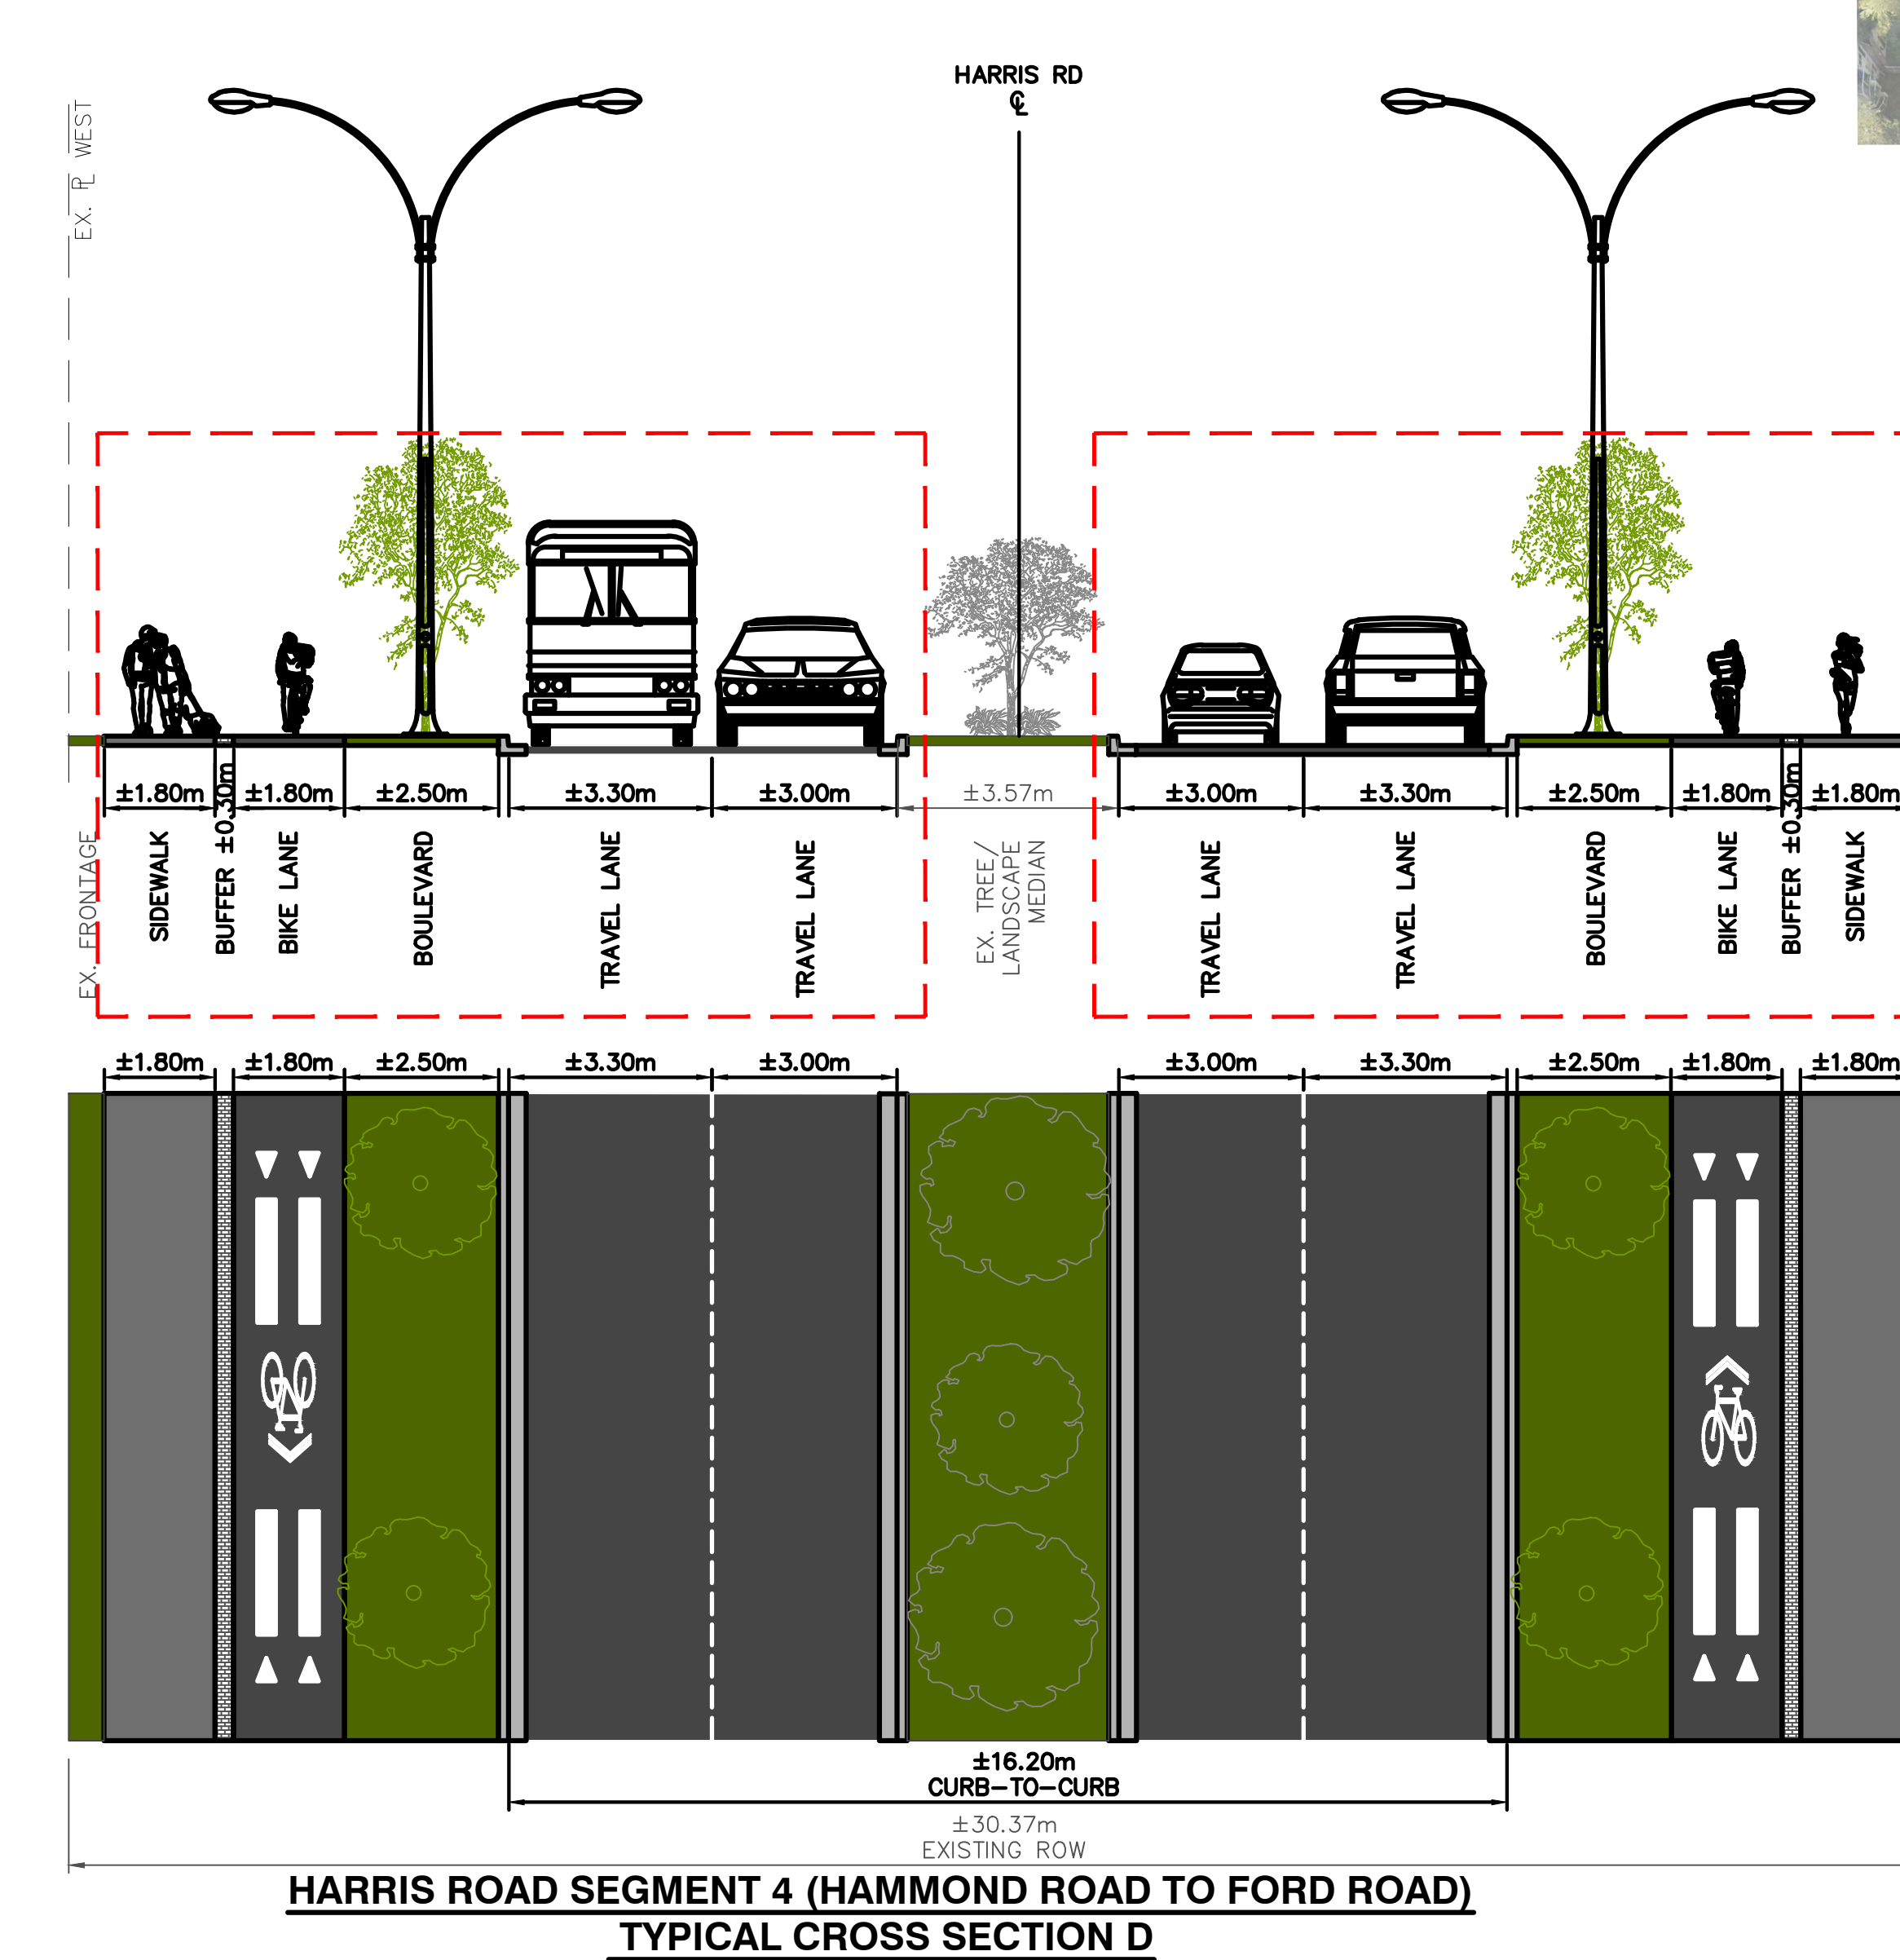 HARRIS RD
℄
EX. ⅊ WEST
±1.80m
±1.80m
±2.50m
±3.30m
±3.00m
±3.57m
±3.00m
±3.30m
±2.50m
±1.80m
±1.80m
EX. FRONTAGE
SIDEWALK
BUFFER ±0.30m
BIKE LANE
BOULEVARD
TRAVEL LANE
TRAVEL LANE
EX. TREE/
LANDSCAPE
MEDIAN
TRAVEL LANE
TRAVEL LANE
BOULEVARD
BIKE LANE
BUFFER ±0.30m
SIDEWALK
±1.80m
±1.80m
±2.50m
±3.30m
±3.00m
±3.00m
±3.30m
±2.50m
±1.80m
±1.80m
±16.20m
CURB-TO-CURB
±30.37m
EXISTING ROW
HARRIS ROAD SEGMENT 4 (HAMMOND ROAD TO FORD ROAD)
TYPICAL CROSS SECTION D